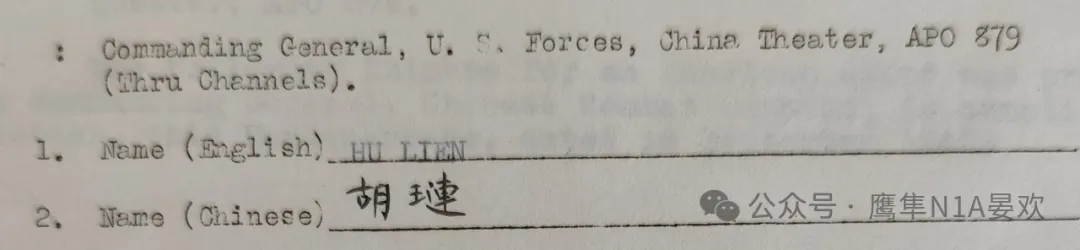 : Commanding General, U. S. Forces, China Theater, APO 879
(Thru Channels).
1. Name (English) HU LIEN
2. Name (Chinese) 胡璉
公众号·鹰隼N1A晏欢